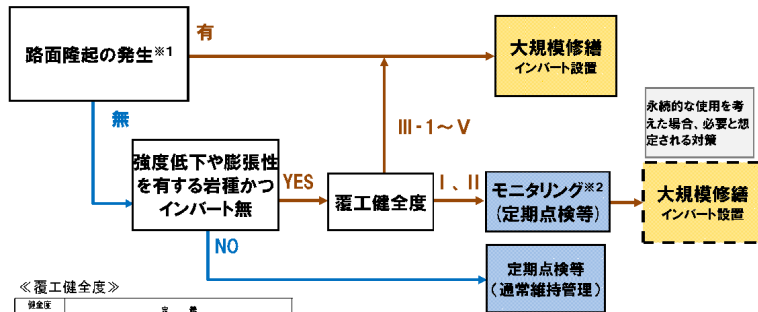 路面隆起の発生※1
有
大規模修繕
インバート設置
無
Ⅲ-1～Ⅴ
永続的な使用を考
えた場合、必要と想
定される対策
強度低下や膨張性
を有する岩種かつ
インバート無
YES
覆工健全度
Ⅰ、Ⅱ
モニタリング※2
(定期点検等)
大規模修繕
インバート設置
NO
定期点検等
（通常維持管理）
≪覆工健全度≫
健全度
定 義